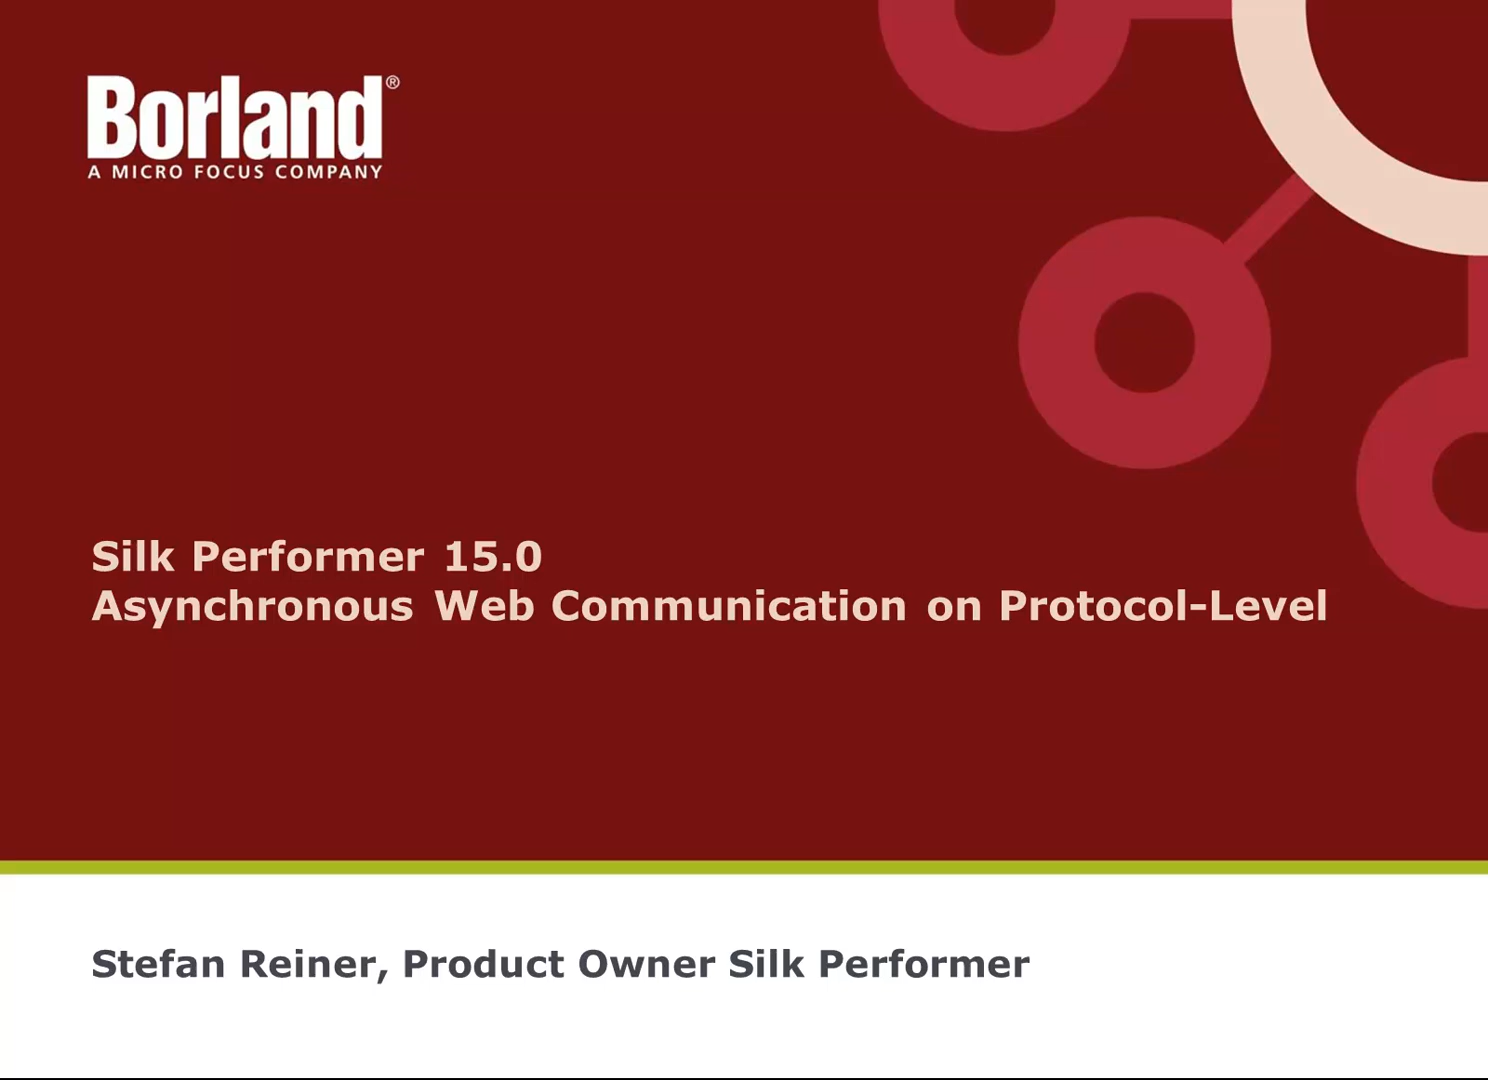 Borland®
A MICRO FOCUS COMPANY
Silk Performer 15.0
Asynchronous Web Communication on Protocol-Level
Stefan Reiner, Product Owner Silk Performer